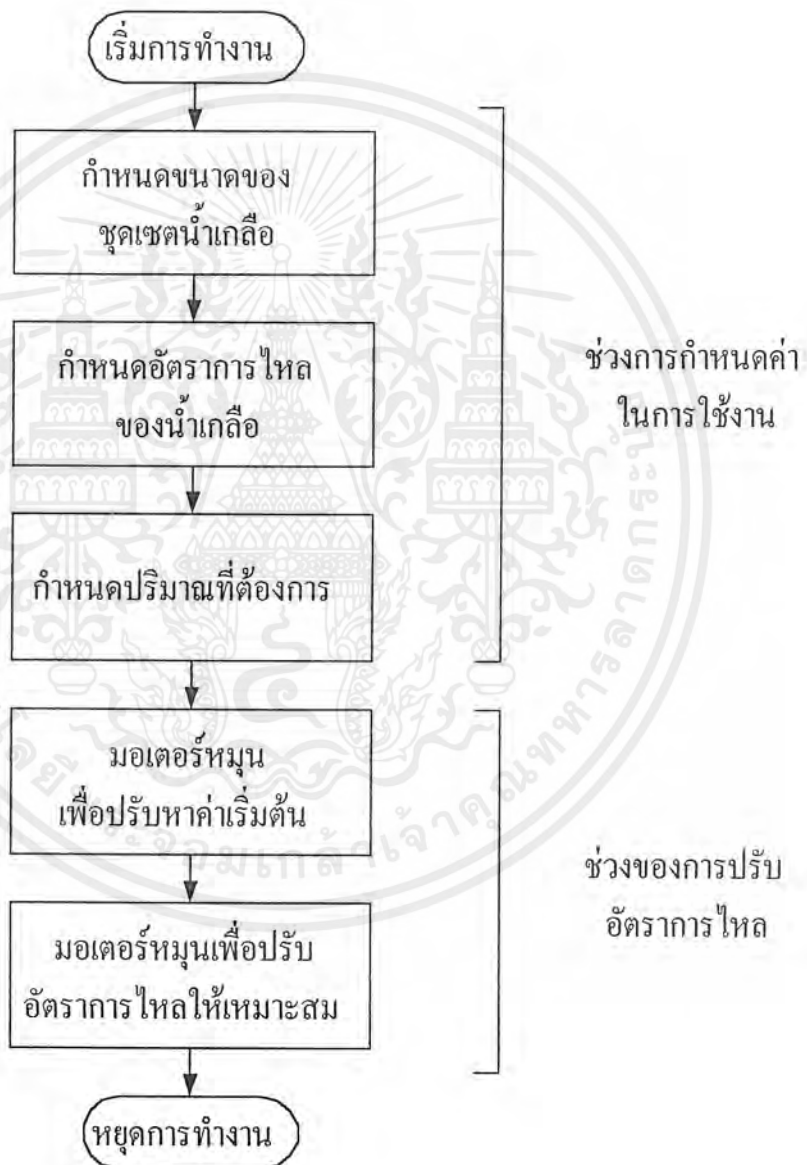 เริ่มการทำงาน
กำหนดขนาดของ
ชุดเซตน้ำเกลือ
กำหนดอัตราการไหล
ของน้ำเกลือ
กำหนดปริมาณที่ต้องการ
ช่วงการกำหนดค่า
ในการใช้งาน
มอเตอร์หมุน
เพื่อปรับหาค่าเริ่มต้น
มอเตอร์หมุนเพื่อปรับ
อัตราการไหลให้เหมาะสม
ช่วงของการปรับ
อัตราการไหล
หยุดการทำงาน